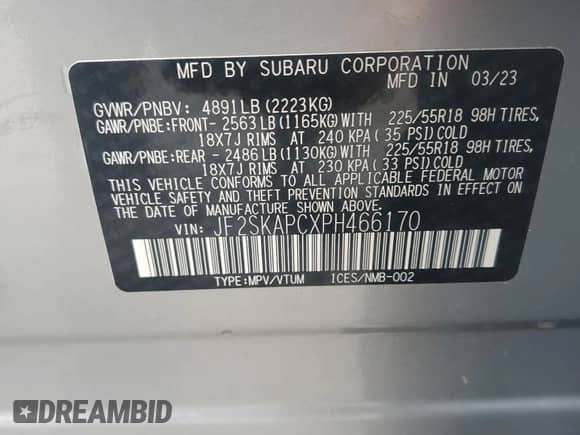 MFD BY SUBARU CORPORATION
MFD IN 03/23
GVWR/PNBV: 4891LB(2223KG)
GAWR/PNBE:FRONT-2563LB(1165KG)WITH 225/55R18 98H TIRES,
18X7J RIMS AT 240 KPA(35 PSI)COLD
GAWR/PNBE:REAR -2486LB(1130KG)WITH 225/55R18 98H TIRES,
18X7J RIMS AT 230 KPA(33 PSI)COLD
THIS VEHICLE CONFORMS TO ALL APPLICABLE FEDERAL MOTOR
VEHICLE SAFETY AND THEFT PREVENTION STANDARDS IN EFFECT
ON THE DATE OF MANUFACTURE SHOWN ABOVE.
VIN: JF2SKAPCXPH466170
TYPE:MPV/VTUM ICES/NMB-002
DREAMBID